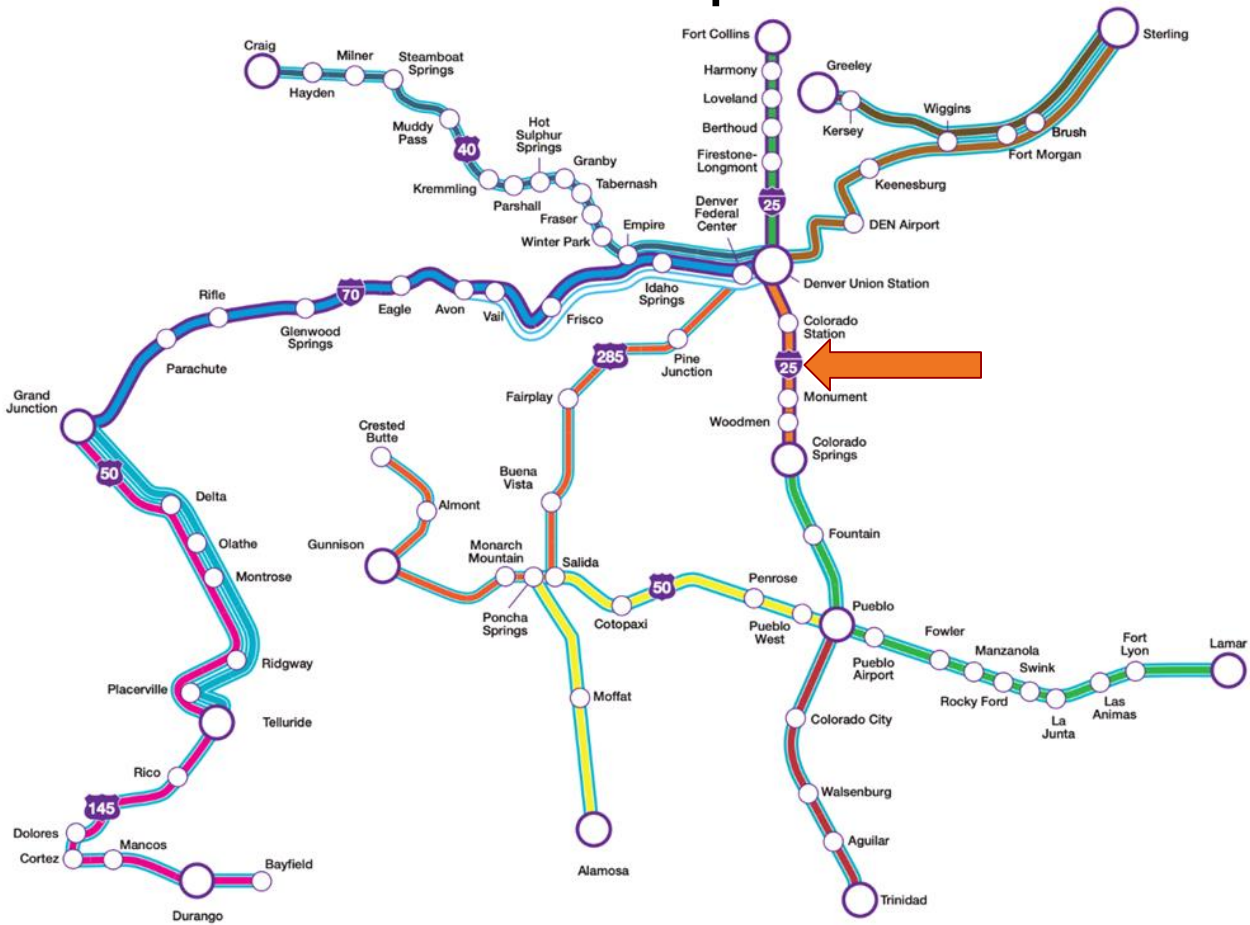 Craig
Hayden
Milner
Steamboat
Springs
Muddy
Pass
40
Kremmling
Parshall
Hot
Sulphur
Springs
Granby
Tabernash
Fraser
Winter Park
Empire
Fort Collins
Harmony
Loveland
Berthoud
Firestone-
Longmont
25
Denver
Federal
Center
Greeley
Kersey
Wiggins
Sterling
Brush
Fort Morgan
Keenesburg
DEN Airport
Denver Union Station
Idaho
Springs
Frisco
Vail
Avon
Eagle
70
Glenwood
Springs
Rifle
Parachute
Grand
Junction
50
Delta
Olathe
Montrose
Ridgway
Placerville
Telluride
Rico
145
Dolores
Cortez
Mancos
Durango
Bayfield
Colorado
Station
25
Monument
Woodmen
Colorado
Springs
Pine
Junction
285
Fairplay
Buena
Vista
Crested
Butte
Almont
Gunnison
Monarch
Mountain
Poncha
Springs
Salida
Cotopaxi
50
Penrose
Pueblo
West
Pueblo
Fountain
Moffat
Alamosa
Pueblo
Airport
Fowler
Rocky Ford
Manzanola
Swink
La
Junta
Las
Animas
Fort
Lyon
Lamar
Colorado City
Walsenburg
Aguilar
Trinidad